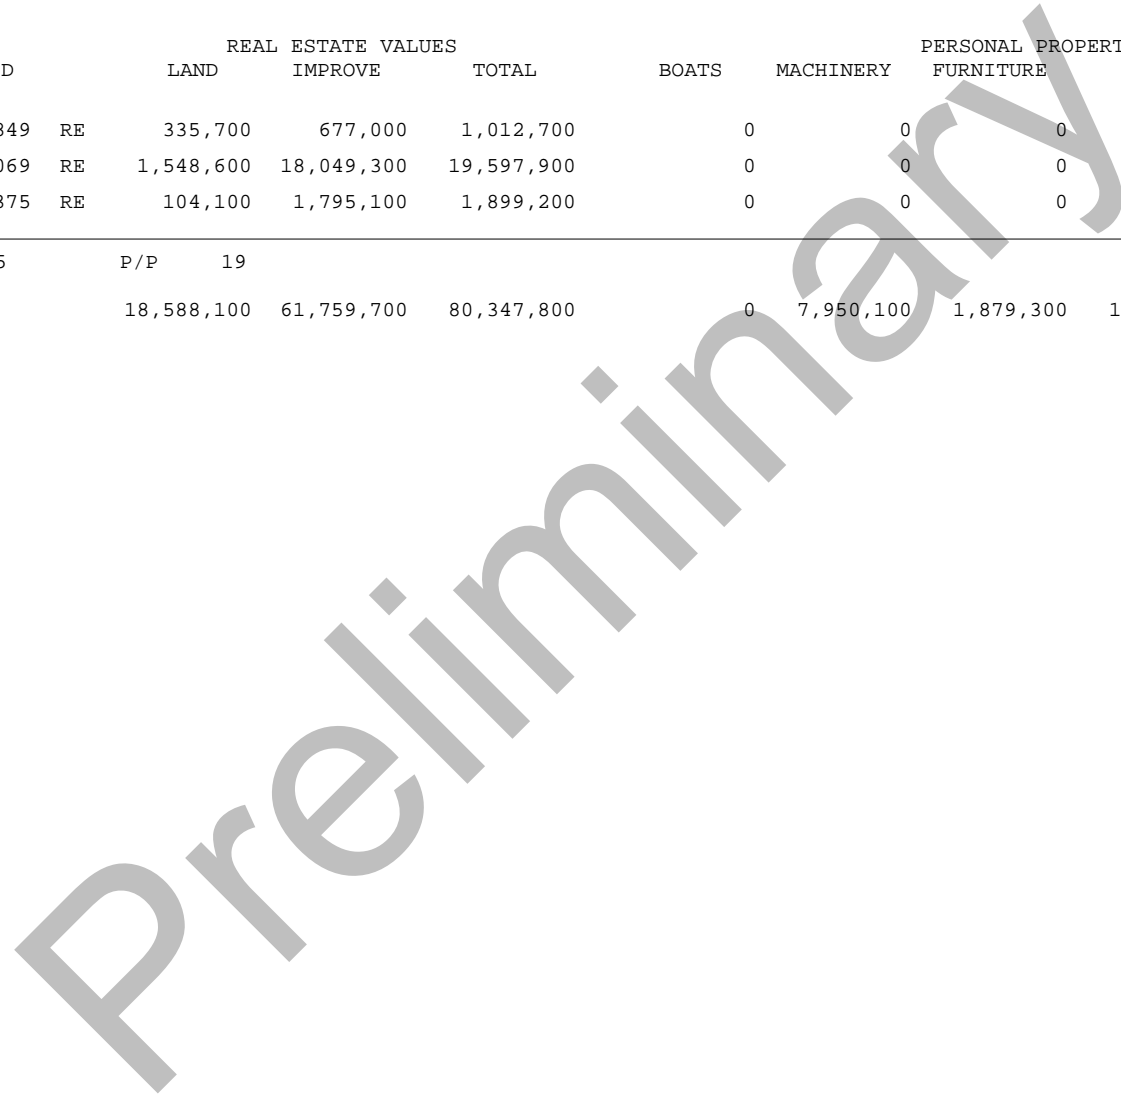 REAL ESTATE VALUES PERSONAL PROPERT
D LAND IMPROVE TOTAL BOATS MACHINERY FURNITURE
349 RE 335,700 677,000 1,012,700 0 0 0
069 RE 1,548,600 18,049,300 19,597,900 0 0 0
375 RE 104,100 1,795,100 1,899,200 0 0 0
5 P/P 19
18,588,100 61,759,700 80,347,800 0 7,950,100 1,879,300 1
Preliminary